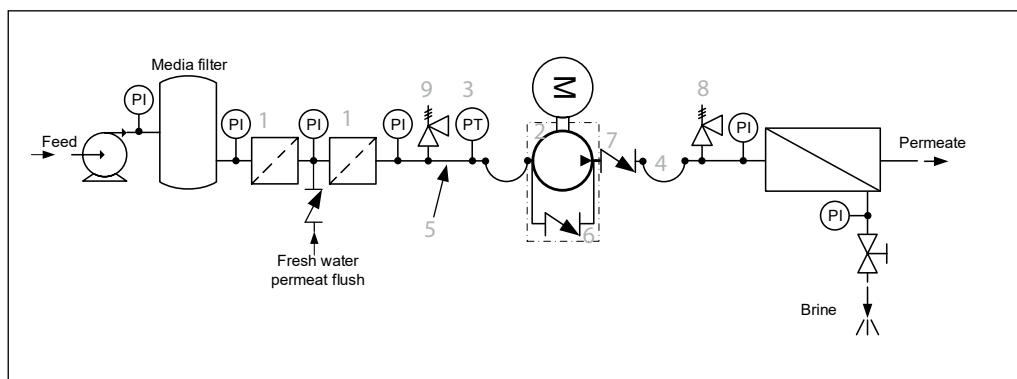 Media filter
PI
Feed
PI
1
PI
1
PI
9
3
PT
5
M
2
7
6
4
8
PI
Permeate
PI
Brine
Fresh water
permeat flush